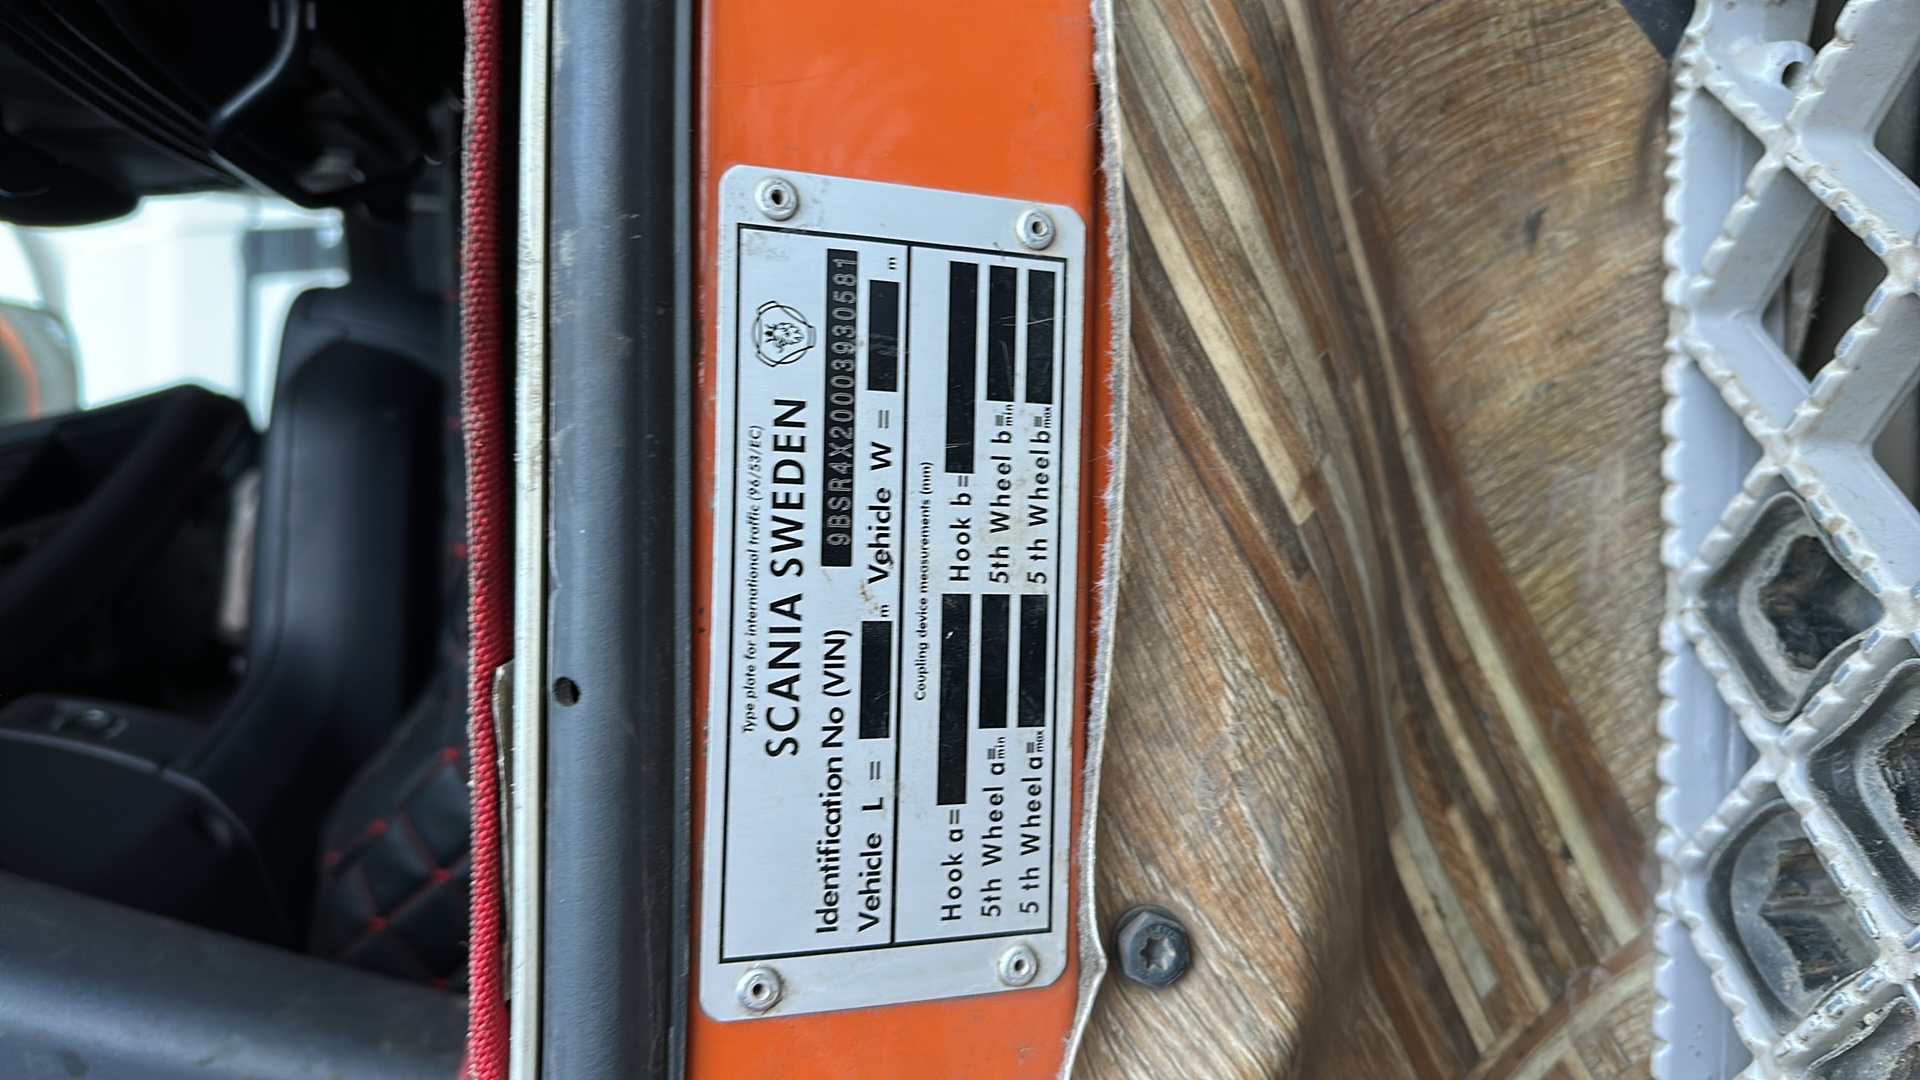 Type plate for international traffic (96/53/EC)
SCANIA SWEDEN
Identification No (VIN) 9BSR4X20003930581
Vehicle L = m Vehicle W = m
Coupling device measurements (mm)
Hook a= Hook b=
5th Wheel a=min 5th Wheel b=min
5 th Wheel a=max 5 th Wheel b=max